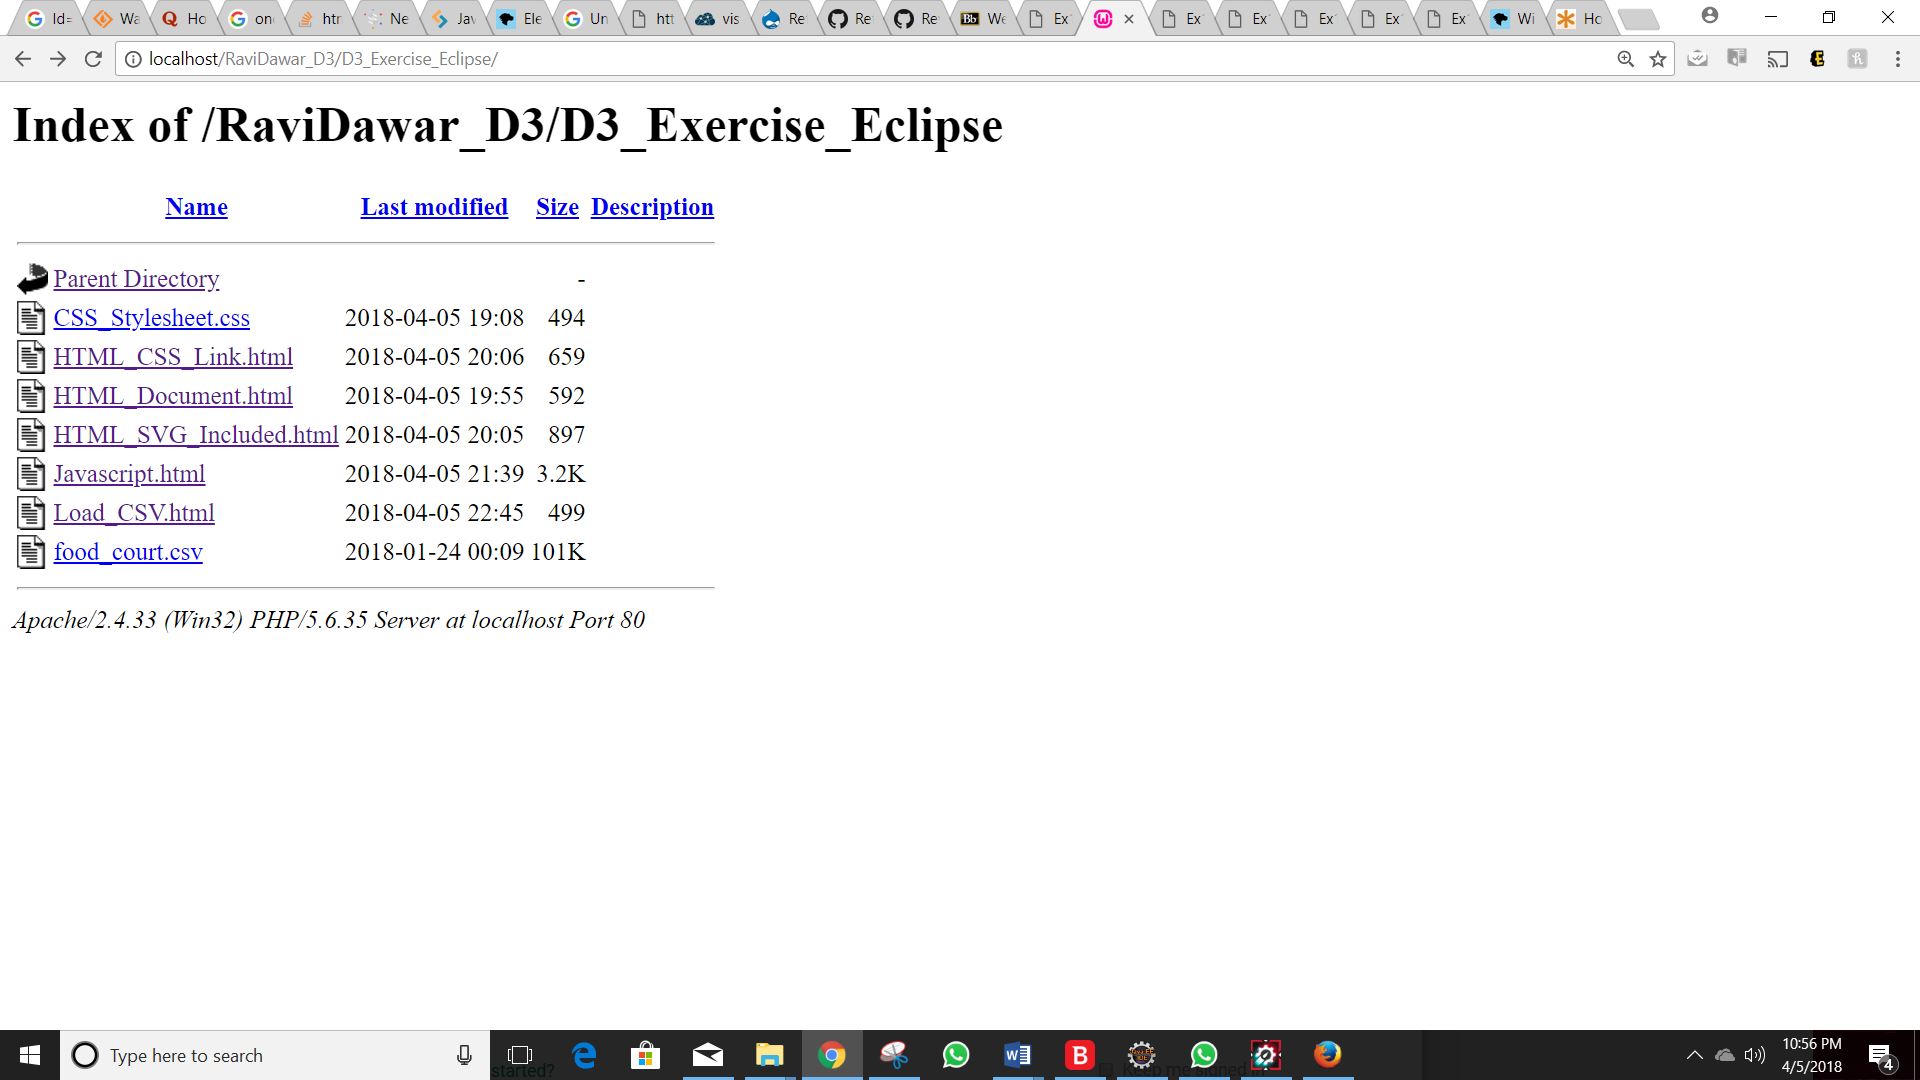 Id=
Wa
Ho
on
htr
Ne
Jav
Ele
Un
htt
vis
Re
Re
Re
We
Ex
Ex
Ex
Ex
Ex
Ex
Wi
Ho
localhost/RaviDawar_D3/D3_Exercise_Eclipse/
Index of /RaviDawar_D3/D3_Exercise_Eclipse
Name Last modified Size Description
Parent Directory -
CSS_Stylesheet.css 2018-04-05 19:08 494
HTML_CSS_Link.html 2018-04-05 20:06 659
HTML_Document.html 2018-04-05 19:55 592
HTML_SVG_Included.html 2018-04-05 20:05 897
Javascript.html 2018-04-05 21:39 3.2K
Load_CSV.html 2018-04-05 22:45 499
food_court.csv 2018-01-24 00:09 101K
Apache/2.4.33 (Win32) PHP/5.6.35 Server at localhost Port 80
Type here to search
started?
Keep me signed in
10:56 PM
4/5/2018
4